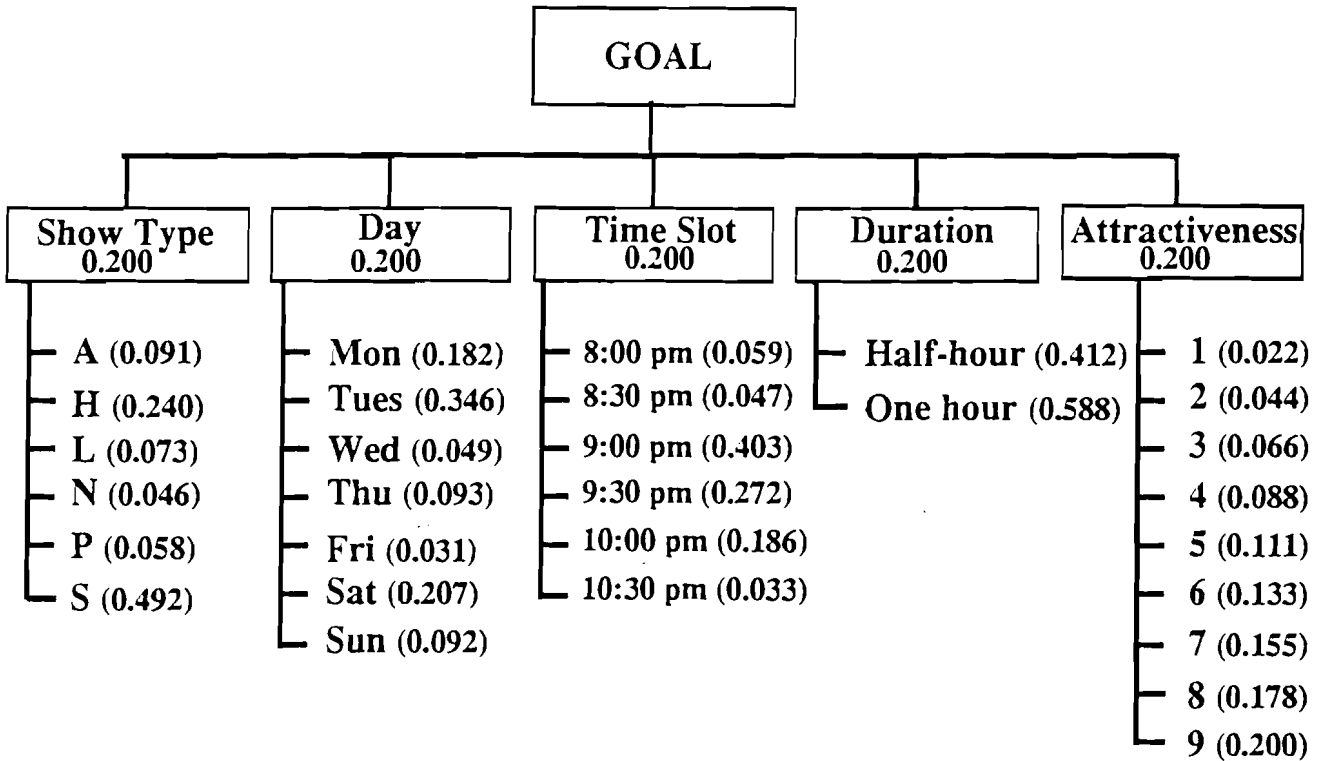 GOAL
Show Type
0.200
A (0.091)
H (0.240)
L (0.073)
N (0.046)
P (0.058)
S (0.492)
Day
0.200
Mon (0.182)
Tues (0.346)
Wed (0.049)
Thu (0.093)
Fri (0.031)
Sat (0.207)
Sun (0.092)
Time Slot
0.200
8:00 pm (0.059)
8:30 pm (0.047)
9:00 pm (0.403)
9:30 pm (0.272)
10:00 pm (0.186)
10:30 pm (0.033)
Duration
0.200
Half-hour (0.412)
One hour (0.588)
Attractiveness
0.200
1 (0.022)
2 (0.044)
3 (0.066)
4 (0.088)
5 (0.111)
6 (0.133)
7 (0.155)
8 (0.178)
9 (0.200)